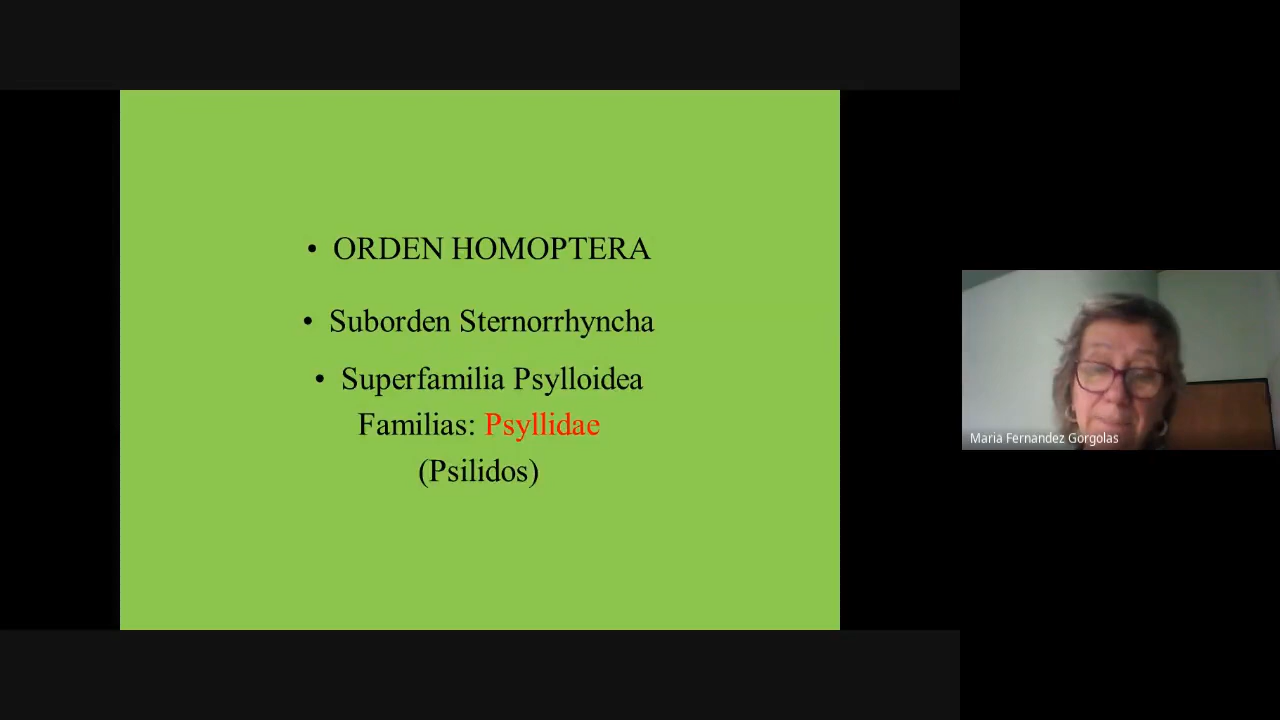 • ORDEN HOMOPTERA
• Suborden Sternorrhyncha
• Superfamilia Psylloidea
Familias: Psyllidae
(Psilidos)
Maria Fernandez Gorgolas